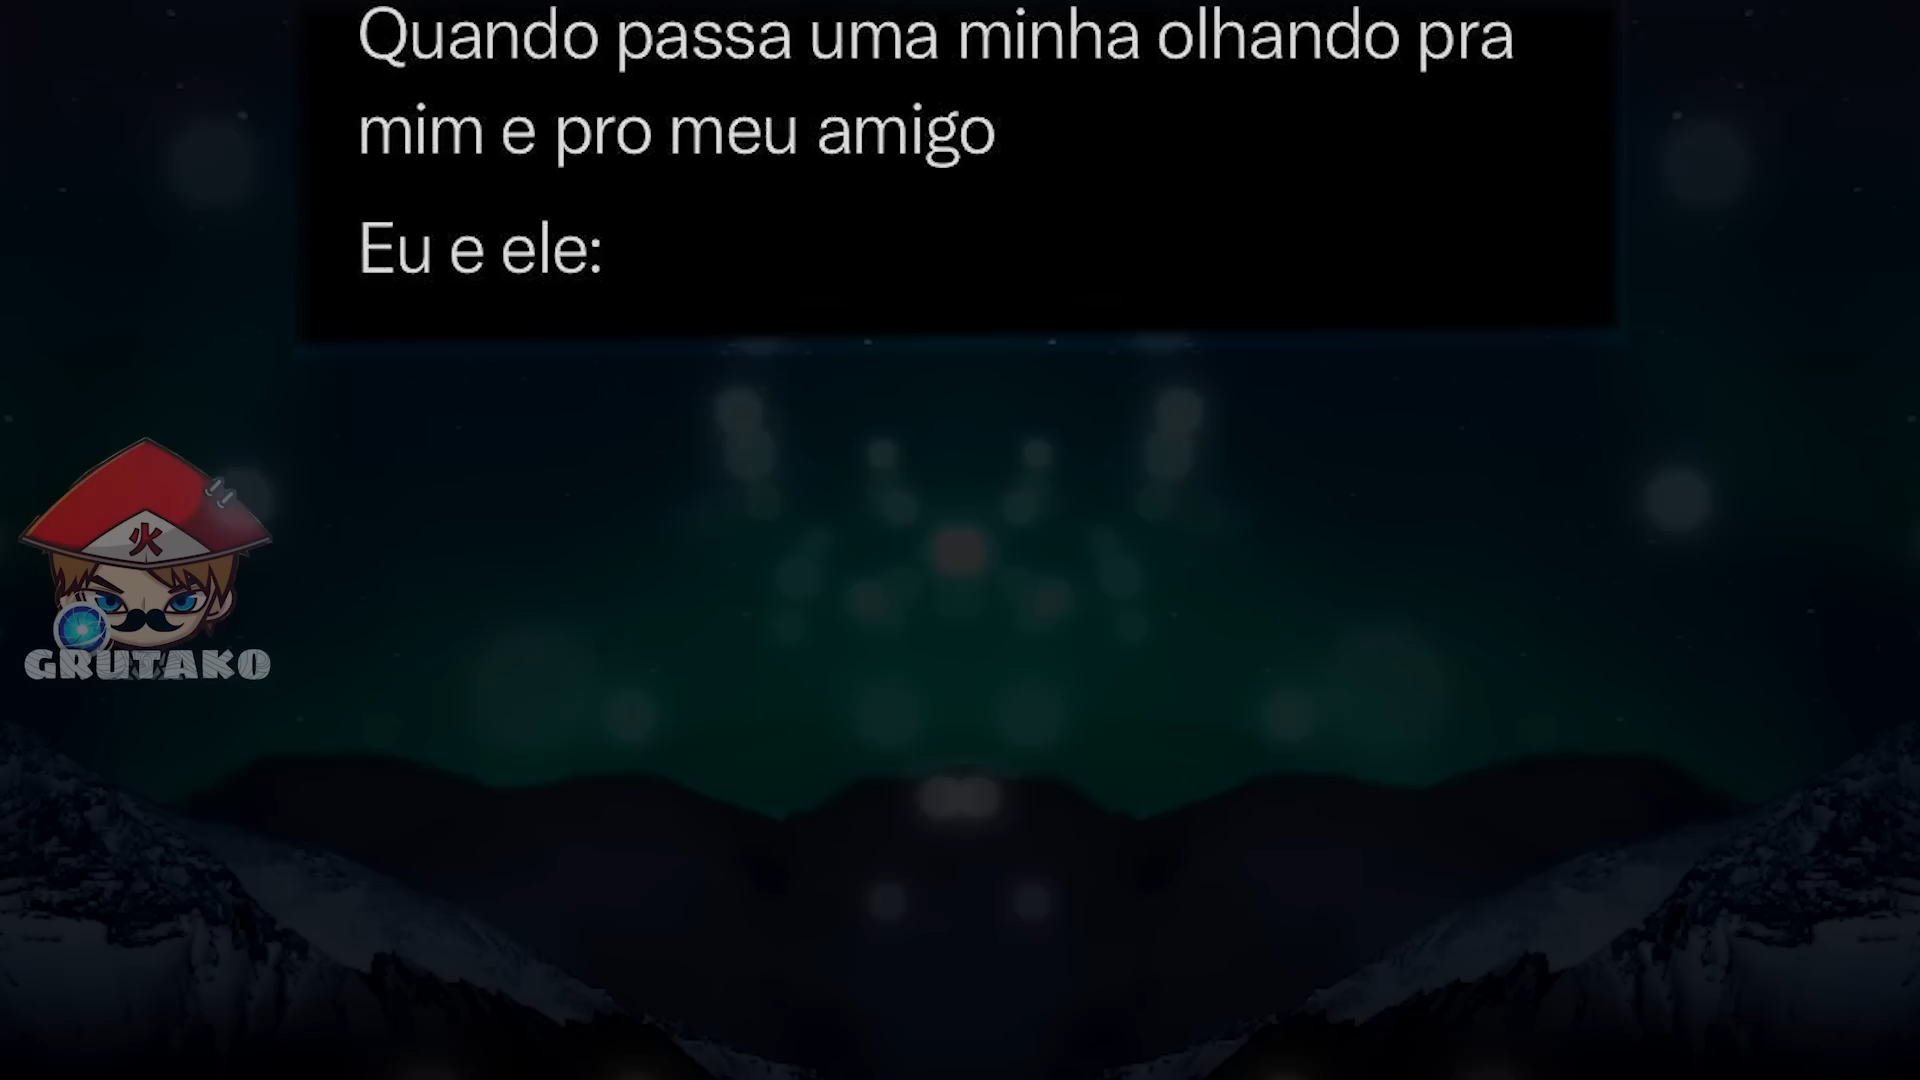 Quando passa uma minha olhando pra
mim e pro meu amigo
Eu e ele:
火
GRUTAKO